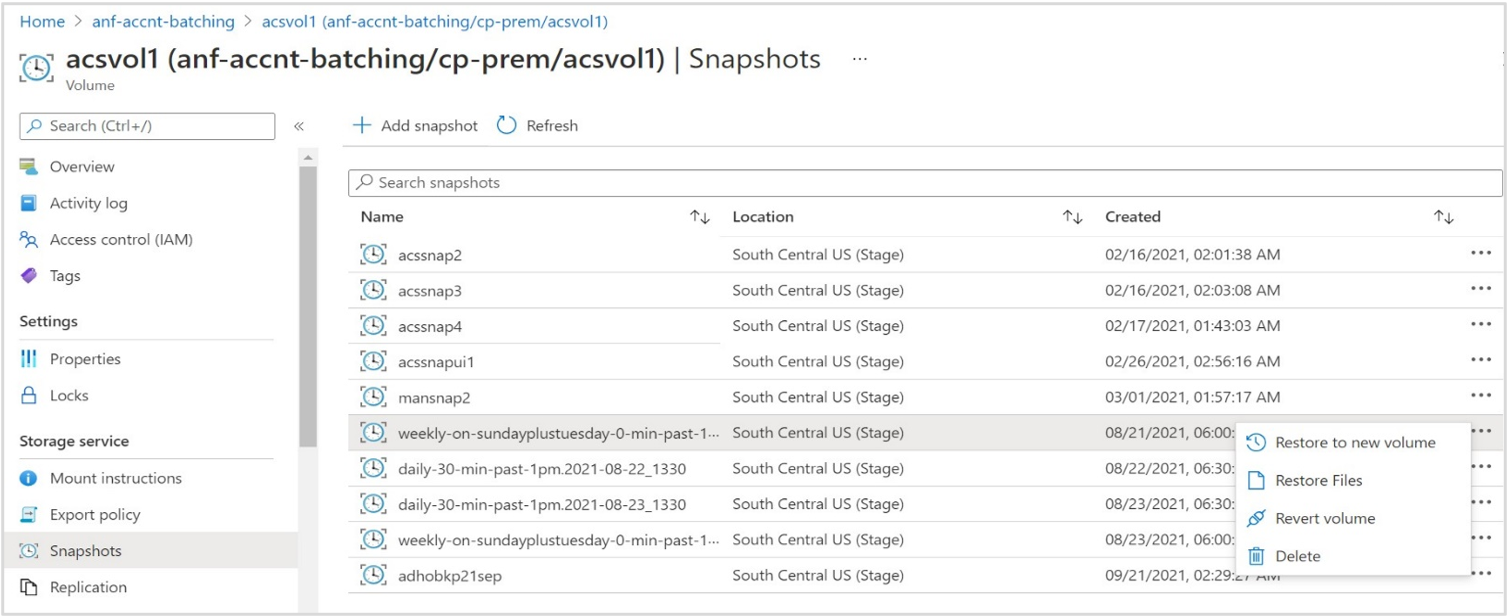 Home > anf-accnt-batching > acsvol1 (anf-accnt-batching/cp-prem/acsvol1)
acsvol1 (anf-accnt-batching/cp-prem/acsvol1) | Snapshots ...
Volume
Search (Ctrl+/) «
Overview
Activity log
Access control (IAM)
Tags
Settings
Properties
Locks
Storage service
Mount instructions
Export policy
Snapshots
Replication
+ Add snapshot Refresh
Search snapshots
Name Location Created
acssnap2 South Central US (Stage) 02/16/2021, 02:01:38 AM ...
acssnap3 South Central US (Stage) 02/16/2021, 02:03:08 AM ...
acssnap4 South Central US (Stage) 02/17/2021, 01:43:03 AM ...
acssnapui1 South Central US (Stage) 02/26/2021, 02:56:16 AM ...
mansnap2 South Central US (Stage) 03/01/2021, 01:57:17 AM ...
weekly-on-sundayplustuesday-0-min-past-1... South Central US (Stage) 08/21/2021, 06:00: ...
daily-30-min-past-1pm.2021-08-22_1330 South Central US (Stage) 08/22/2021, 06:30: ...
daily-30-min-past-1pm.2021-08-23_1330 South Central US (Stage) 08/23/2021, 06:30: ...
weekly-on-sundayplustuesday-0-min-past-1... South Central US (Stage) 08/23/2021, 06:00: ...
adhobkp21sep South Central US (Stage) 09/21/2021, 02:29:27 AM ...
Restore to new volume
Restore Files
Revert volume
Delete